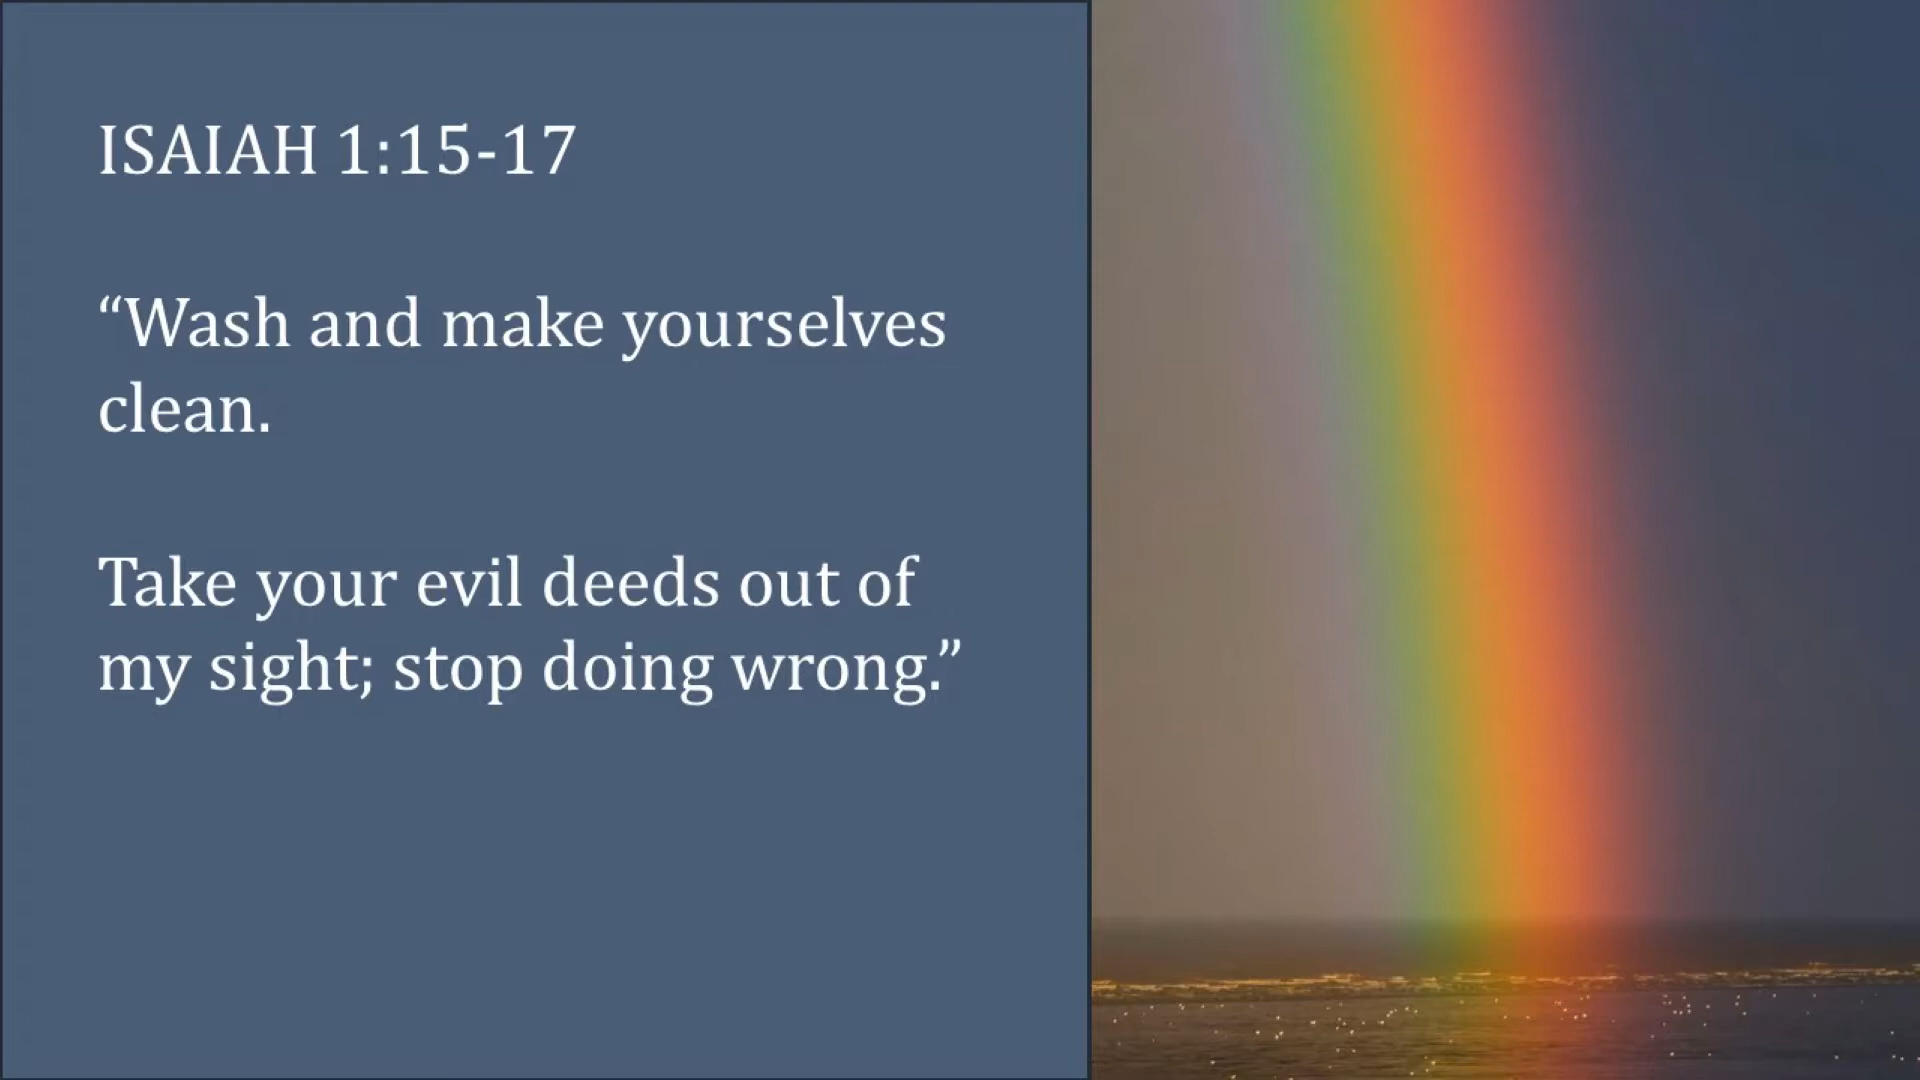 ISAIAH 1:15-17
“Wash and make yourselves
clean.
Take your evil deeds out of
my sight; stop doing wrong.”